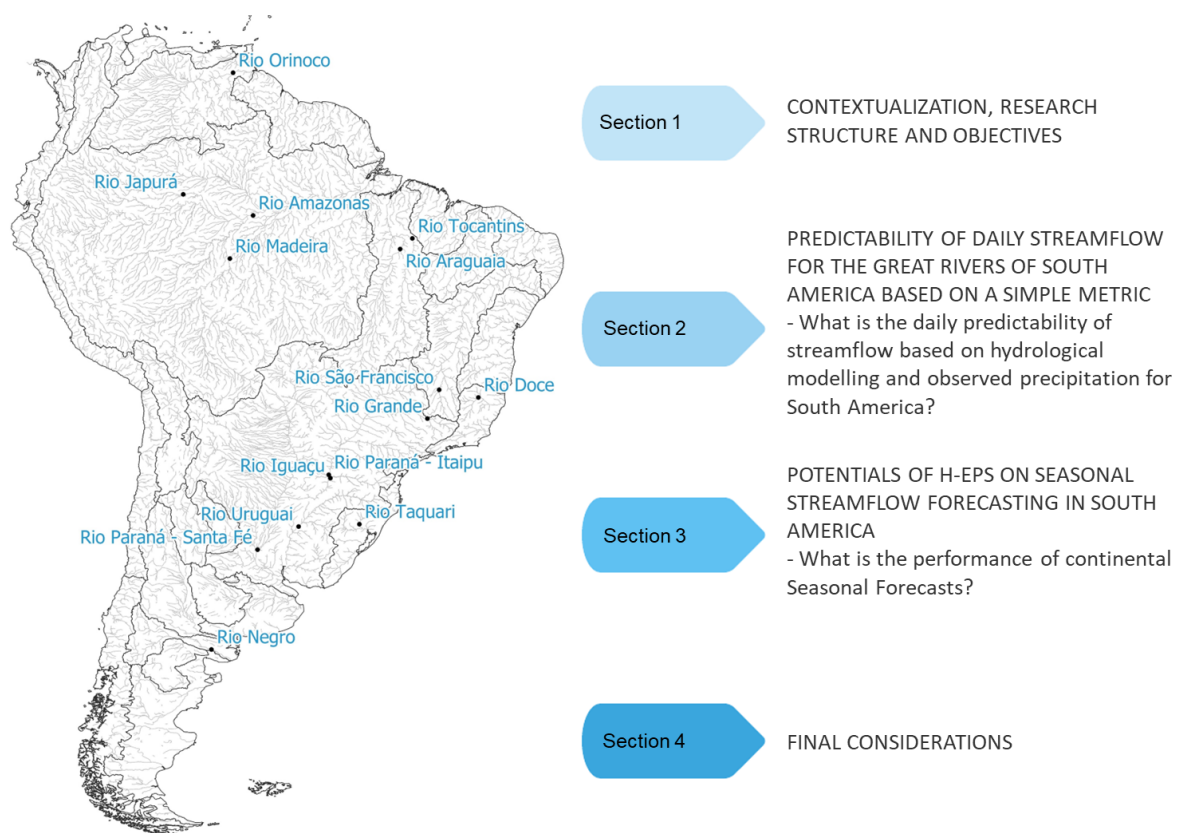 Rio Orinoco
Rio Japurá
Rio Amazonas
Rio Madeira
Rio Tocantins
Rio Araguaia
Rio São Francisco
Rio Doce
Rio Grande
Rio Iguaçu
Rio Paraná - Itaipu
Rio Uruguai
Rio Taquari
Rio Paraná - Santa Fé
Rio Negro
Section 1
CONTEXTUALIZATION, RESEARCH
STRUCTURE AND OBJECTIVES
Section 2
PREDICTABILITY OF DAILY STREAMFLOW
FOR THE GREAT RIVERS OF SOUTH
AMERICA BASED ON A SIMPLE METRIC
- What is the daily predictability of
streamflow based on hydrological
modelling and observed precipitation for
South America?
Section 3
POTENTIALS OF H-EPS ON SEASONAL
STREAMFLOW FORECASTING IN SOUTH
AMERICA
- What is the performance of continental
Seasonal Forecasts?
Section 4
FINAL CONSIDERATIONS